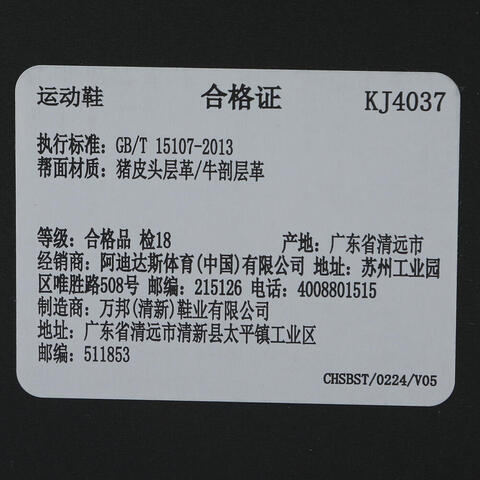 运动鞋 合格证 KJ4037
执行标准: GB/T 15107-2013
帮面材质: 猪皮头层革/牛剖层革
等级: 合格品 检18 产地: 广东省清远市
经销商: 阿迪达斯体育(中国)有限公司 地址: 苏州工业园
区唯胜路508号 邮编: 215126 电话: 4008801515
制造商: 万邦(清新)鞋业有限公司
地址: 广东省清远市清新县太平镇工业区
邮编: 511853
CHSBST/0224/V05